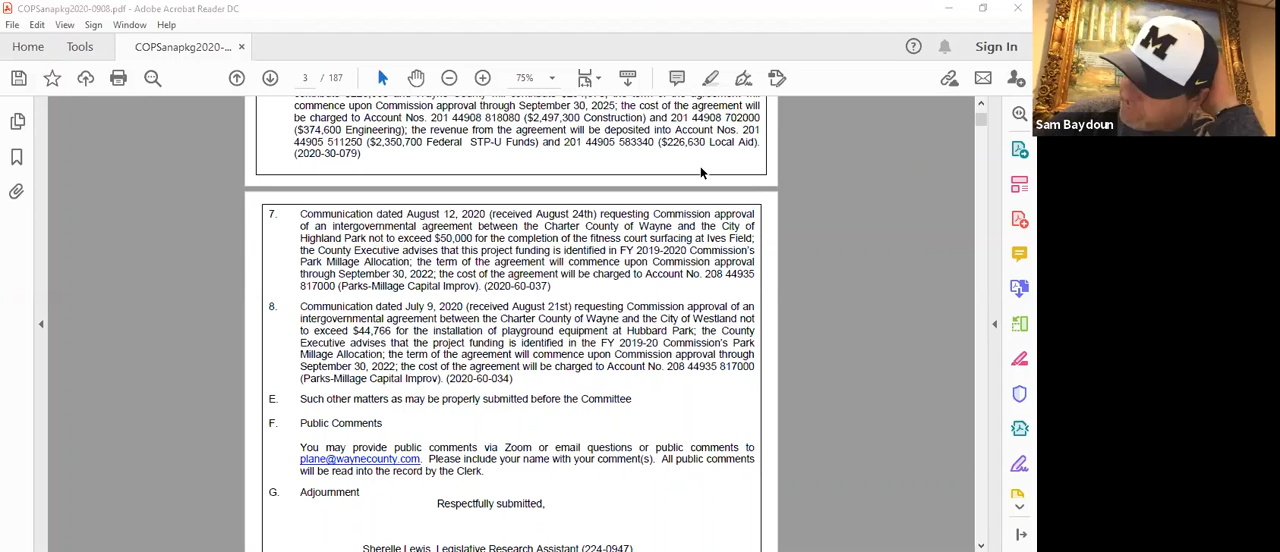 COPSanapkg2020-0908.pdf - Adobe Acrobat Reader DC
File Edit View Sign Window Help
Home Tools COPSanapkg2020-... × Sign In
3 / 187 75%
commence upon Commission approval through September 30, 2025; the cost of the agreement will
be charged to Account Nos. 201 44908 818080 ($2,497,300 Construction) and 201 44908 702000
($374,600 Engineering); the revenue from the agreement will be deposited into Account Nos. 201
44905 511250 ($2,350,700 Federal STP-U Funds) and 201 44905 583340 ($226,630 Local Aid).
(2020-30-079)
7. Communication dated August 12, 2020 (received August 24th) requesting Commission approval
of an intergovernmental agreement between the Charter County of Wayne and the City of
Highland Park not to exceed $50,000 for the completion of the fitness court surfacing at Ives Field;
the County Executive advises that this project funding is identified in FY 2019-2020 Commission's
Park Millage Allocation; the term of the agreement will commence upon Commission approval
through September 30, 2022; the cost of the agreement will be charged to Account No. 208 44935
817000 (Parks-Millage Capital Improv). (2020-60-037)
8. Communication dated July 9, 2020 (received August 21st) requesting Commission approval of an
intergovernmental agreement between the Charter County of Wayne and the City of Westland not
to exceed $44,766 for the installation of playground equipment at Hubbard Park; the County
Executive advises that the project funding is identified in the FY 2019-20 Commission's Park
Millage Allocation; the term of the agreement will commence upon Commission approval through
September 30, 2022; the cost of the agreement will be charged to Account No. 208 44935 817000
(Parks-Millage Capital Improv). (2020-60-034)
E. Such other matters as may be properly submitted before the Committee
F. Public Comments
You may provide public comments via Zoom or email questions or public comments to
plane@waynecounty.com. Please include your name with your comment(s). All public comments
will be read into the record by the Clerk.
G. Adjournment
Respectfully submitted,
Sherelle Lewis, Legislative Research Assistant (224-0947)
M
Sam Baydoun